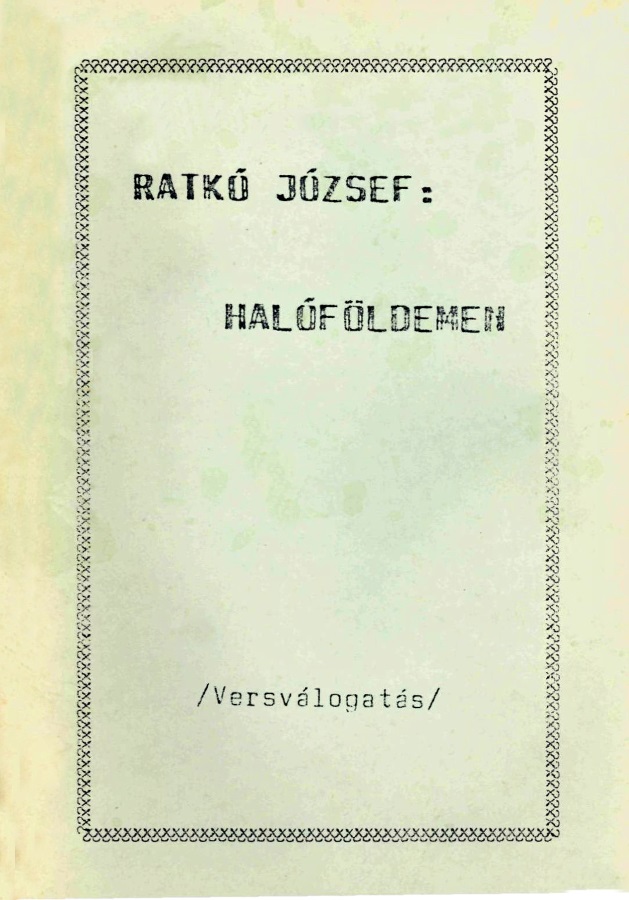 RATKÓ JÓZSEF:
HALÓFÖLDEMEN
/Versválogatás/